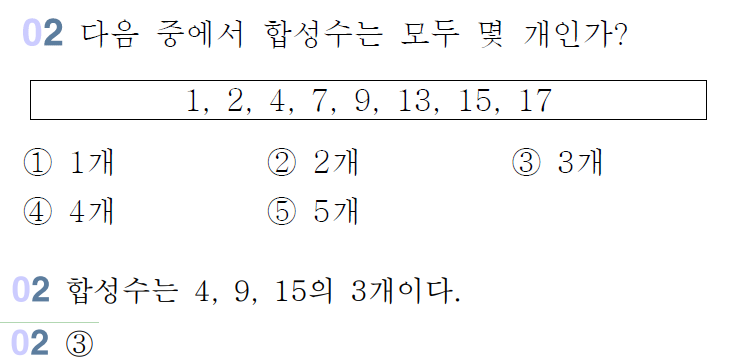 02 다음 중에서 합성수는 모두 몇 개인가?
1, 2, 4, 7, 9, 13, 15, 17
① 1개 ② 2개 ③ 3개
④ 4개 ⑤ 5개
02 합성수는 4, 9, 15의 3개이다.
02 ③